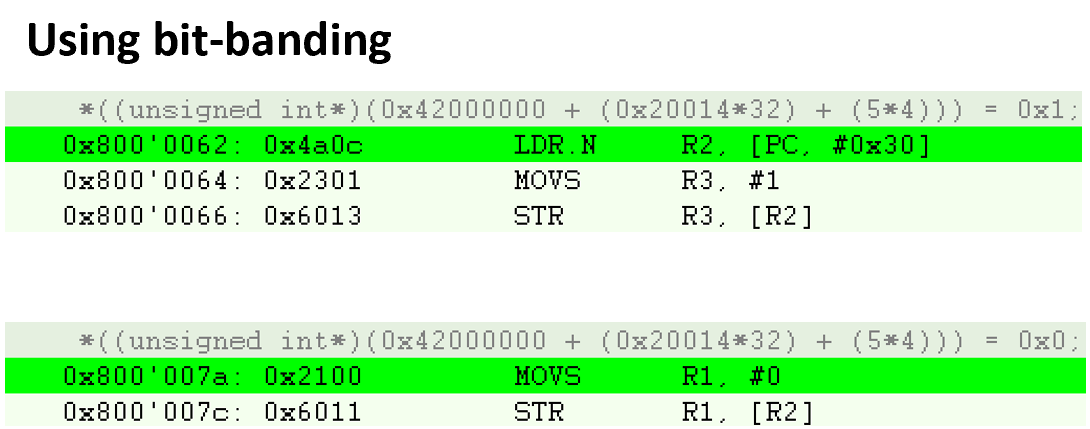 Using bit-banding
*((unsigned int*)(0x42000000 + (0x20014*32) + (5*4))) = 0x1;
0x800'0062: 0x4a0c LDR.N R2, [PC, #0x30]
0x800'0064: 0x2301 MOVS R3, #1
0x800'0066: 0x6013 STR R3, [R2]
*((unsigned int*)(0x42000000 + (0x20014*32) + (5*4))) = 0x0;
0x800'007a: 0x2100 MOVS R1, #0
0x800'007c: 0x6011 STR R1, [R2]